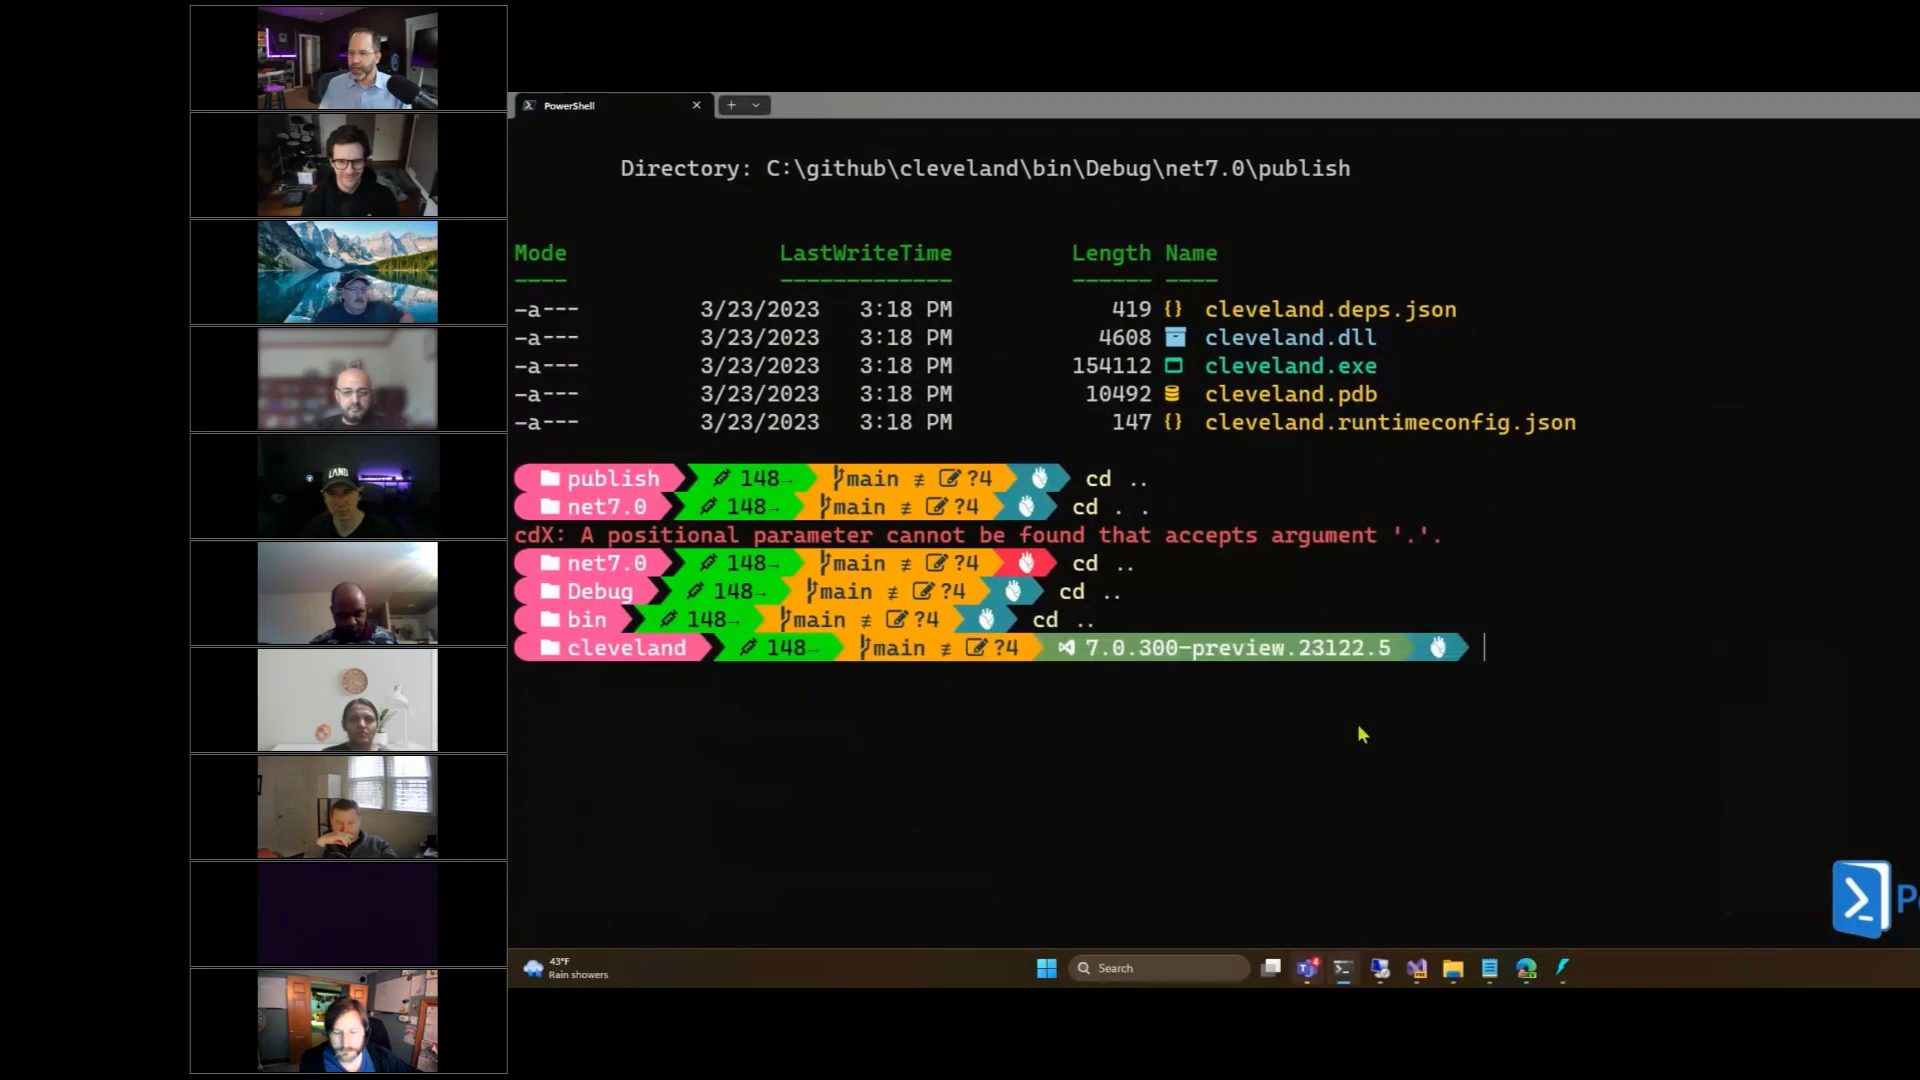 LAND
PowerShell
Directory: C:\github\cleveland\bin\Debug\net7.0\publish
Mode LastWriteTime Length Name
---- ------------- ------ ----
-a--- 3/23/2023 3:18 PM 419 {} cleveland.deps.json
-a--- 3/23/2023 3:18 PM 4608 cleveland.dll
-a--- 3/23/2023 3:18 PM 154112 cleveland.exe
-a--- 3/23/2023 3:18 PM 10492 cleveland.pdb
-a--- 3/23/2023 3:18 PM 147 {} cleveland.runtimeconfig.json
publish 148→ main ≢ ?4 cd ..
net7.0 148→ main ≢ ?4 cd . .
cdX: A positional parameter cannot be found that accepts argument '.'.
net7.0 148→ main ≢ ?4 cd ..
Debug 148→ main ≢ ?4 cd ..
bin 148→ main ≢ ?4 cd ..
cleveland 148→ main ≢ ?4 7.0.300-preview.23122.5
43°F
Rain showers
Search